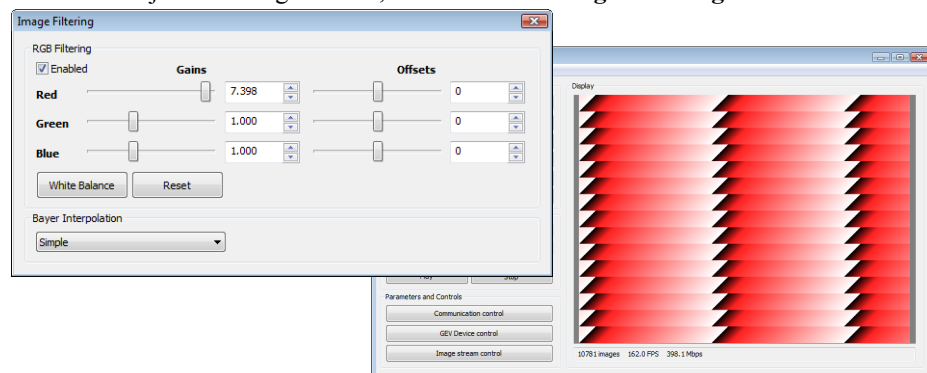 Image Filtering
RGB Filtering
Enabled Gains Offsets
Red 7.398 0
Green 1.000 0
Blue 1.000 0
White Balance Reset
Bayer Interpolation
Simple
Display
Parameters and Controls
Communication control
GEV Device control
Image stream control
10781 images 162.0 FPS 398.1 Mbps